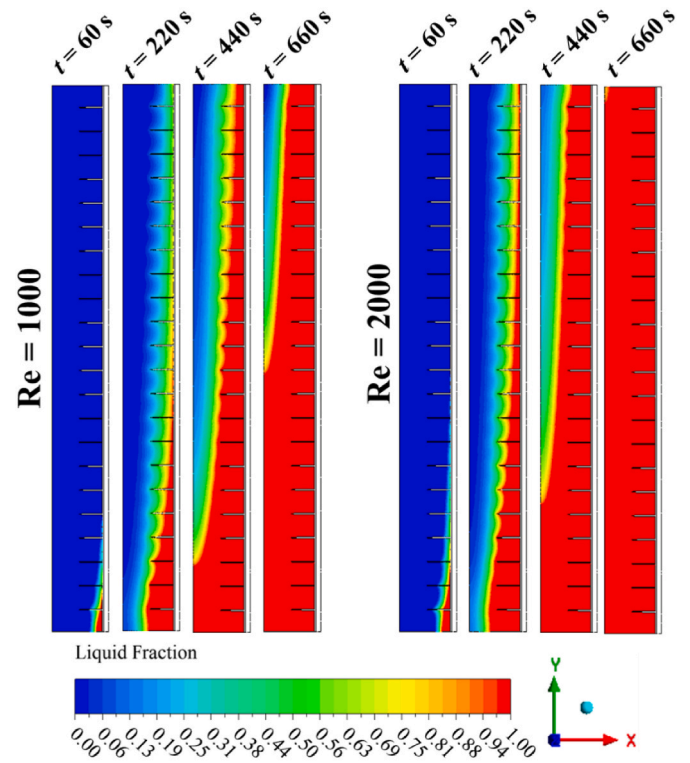 t = 60 s
t = 220 s
t = 440 s
t = 660 s
t = 60 s
t = 220 s
t = 440 s
t = 660 s
Re = 1000
Re = 2000
Liquid Fraction
0.00
0.06
0.13
0.19
0.25
0.31
0.38
0.44
0.50
0.56
0.63
0.69
0.75
0.81
0.88
0.94
1.00
Y
X